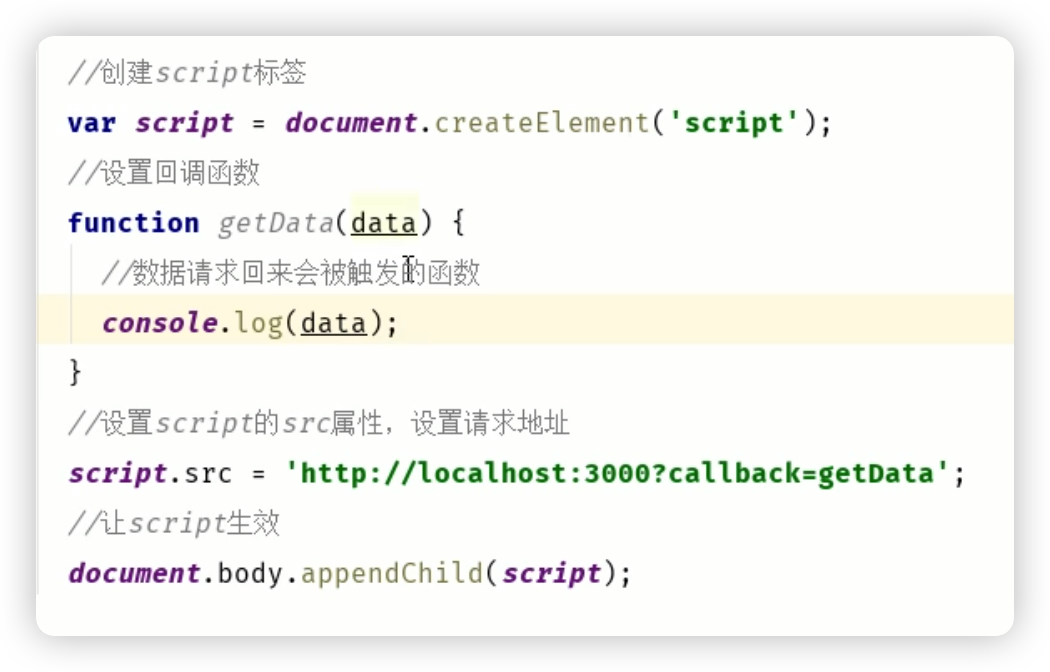 //创建script标签
var script = document.createElement('script');
//设置回调函数
function getData(data) {
//数据请求回来会被触发的函数
console.log(data);
}
//设置script的src属性，设置请求地址
script.src = 'http://localhost:3000?callback=getData';
//让script生效
document.body.appendChild(script);